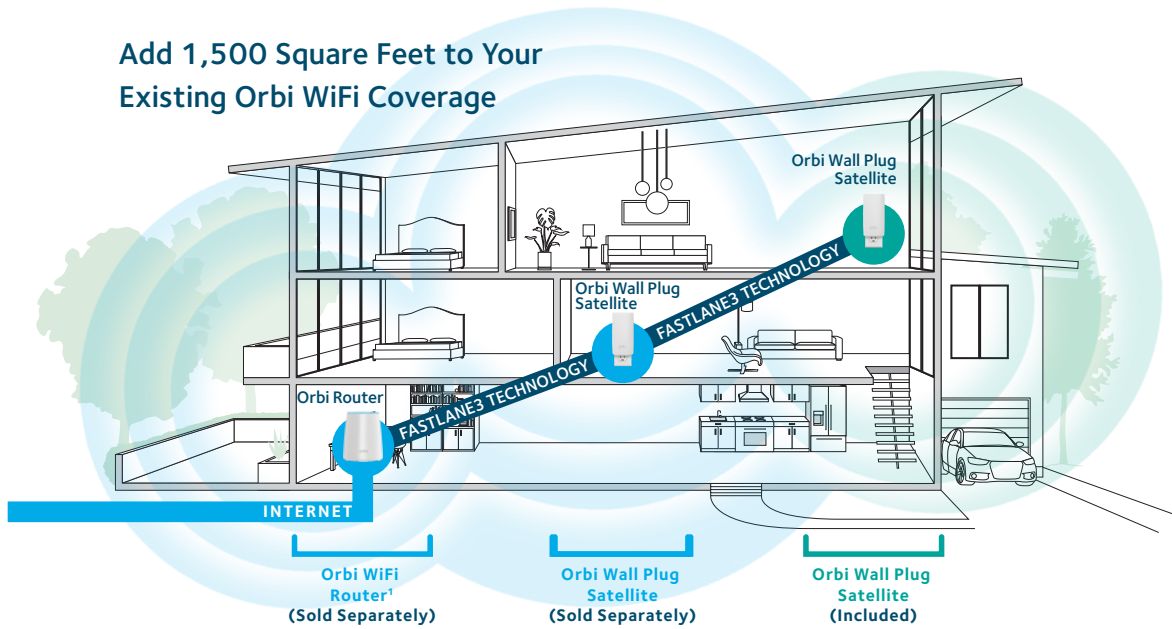 Add 1,500 Square Feet to Your
Existing Orbi WiFi Coverage
Orbi Wall Plug
Satellite
FASTLANE3 TECHNOLOGY
Orbi Wall Plug
Satellite
FASTLANE3 TECHNOLOGY
Orbi Router
INTERNET
Orbi WiFi
Router¹
(Sold Separately)
Orbi Wall Plug
Satellite
(Sold Separately)
Orbi Wall Plug
Satellite
(Included)